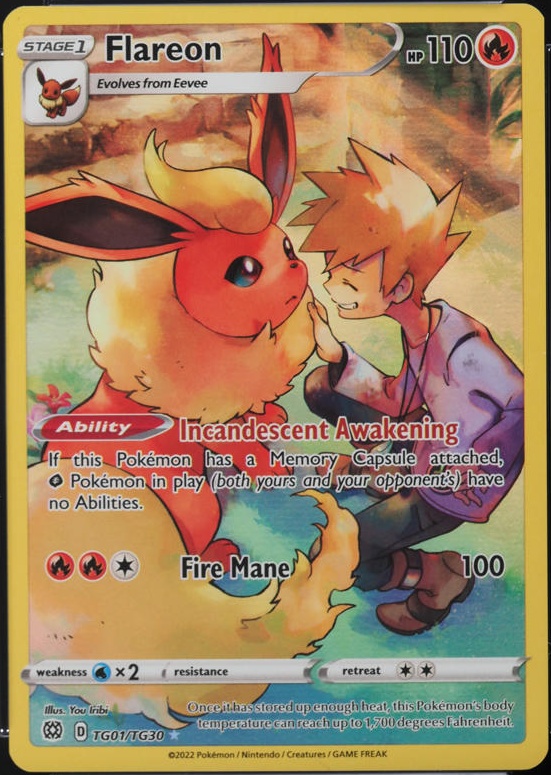 STAGE1
Flareon
HP 110
Evolves from Eevee
Ability
Incandescent Awakening
If this Pokémon has a Memory Capsule attached,
Pokémon in play (both yours and your opponent's) have
no Abilities.
Fire Mane
100
weakness ×2 resistance retreat
Illus. You Iribi
D TG01/TG30
Once it has stored up enough heat, this Pokémon's body
temperature can reach up to 1,700 degrees Fahrenheit.
©2022 Pokémon / Nintendo / Creatures / GAME FREAK